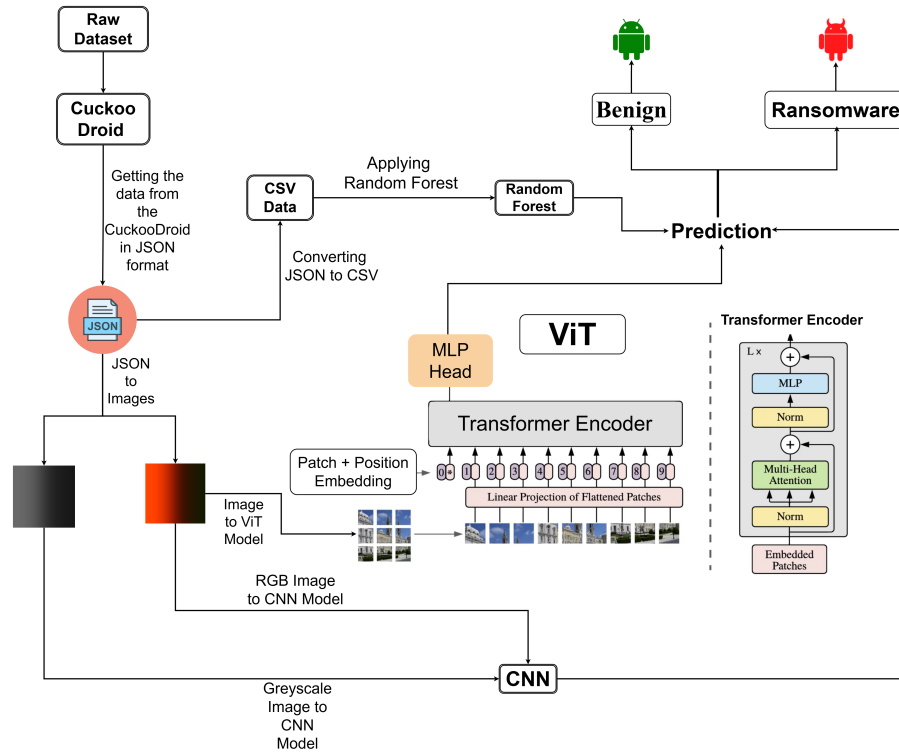 Raw
Dataset
Cuckoo
Droid
Getting the
data from
the
CuckooDroid
in JSON
format
JSON
JSON
to
Images
CSV
Data
Converting
JSON to CSV
Applying
Random Forest
Random
Forest
Benign
Ransomware
Prediction
ViT
MLP
Head
Transformer Encoder
Patch + Position
Embedding
0 * 1 2 3 4 5 6 7 8 9
Linear Projection of Flattened Patches
Image
to ViT
Model
RGB Image
to CNN Model
Greyscale
Image to
CNN
Model
CNN
Transformer Encoder
L ×
+
MLP
Norm
+
Multi-Head
Attention
Norm
Embedded
Patches